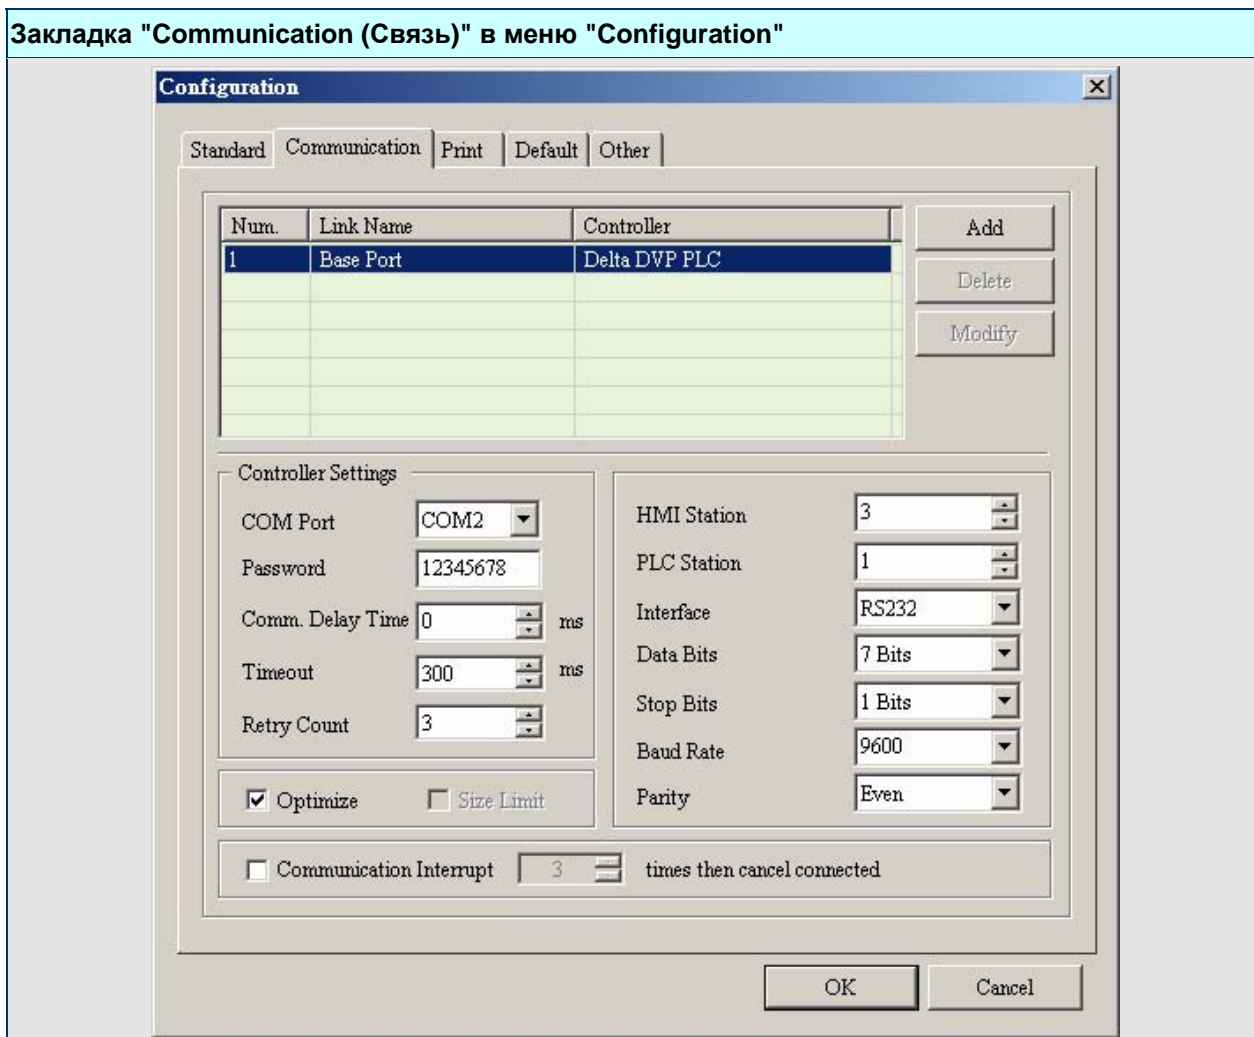 Закладка "Communication (Связь)" в меню "Configuration"
Configuration
Standard Communication Print Default Other
Num. Link Name Controller
1 Base Port Delta DVP PLC
Add
Delete
Modify
Controller Settings
COM Port COM2
Password 12345678
Comm. Delay Time 0 ms
Timeout 300 ms
Retry Count 3
HMI Station 3
PLC Station 1
Interface RS232
Data Bits 7 Bits
Stop Bits 1 Bits
Baud Rate 9600
Parity Even
Optimize Size Limit
Communication Interrupt 3 times then cancel connected
OK Cancel